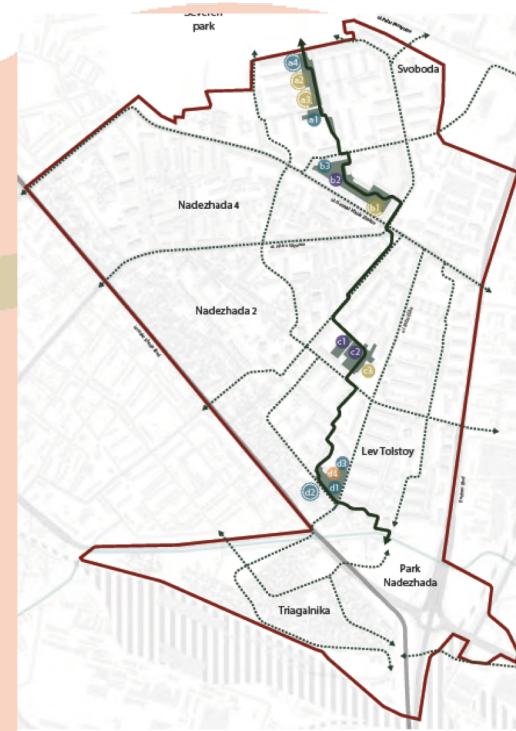 Severen
park
Svoboda
a4
a2
a3
a1
b3
b2
b1
Nadezhada 4
Nadezhada 2
c1
c2
c3
Lev Tolstoy
d3
d4
d1
d2
Park
Nadezhada
Triagalnika